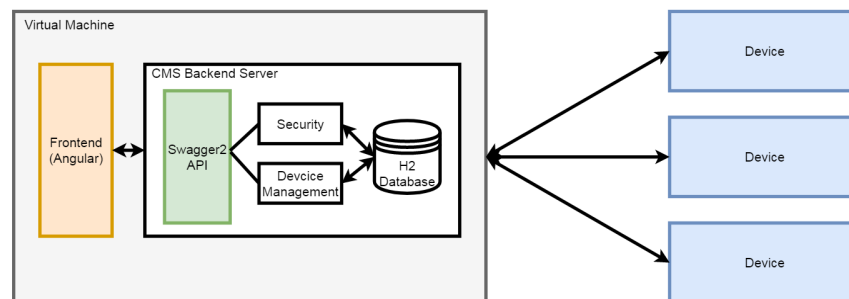 Virtual Machine
CMS Backend Server
Frontend
(Angular)
Swagger2
API
Security
Devcice
Management
H2
Database
Device
Device
Device